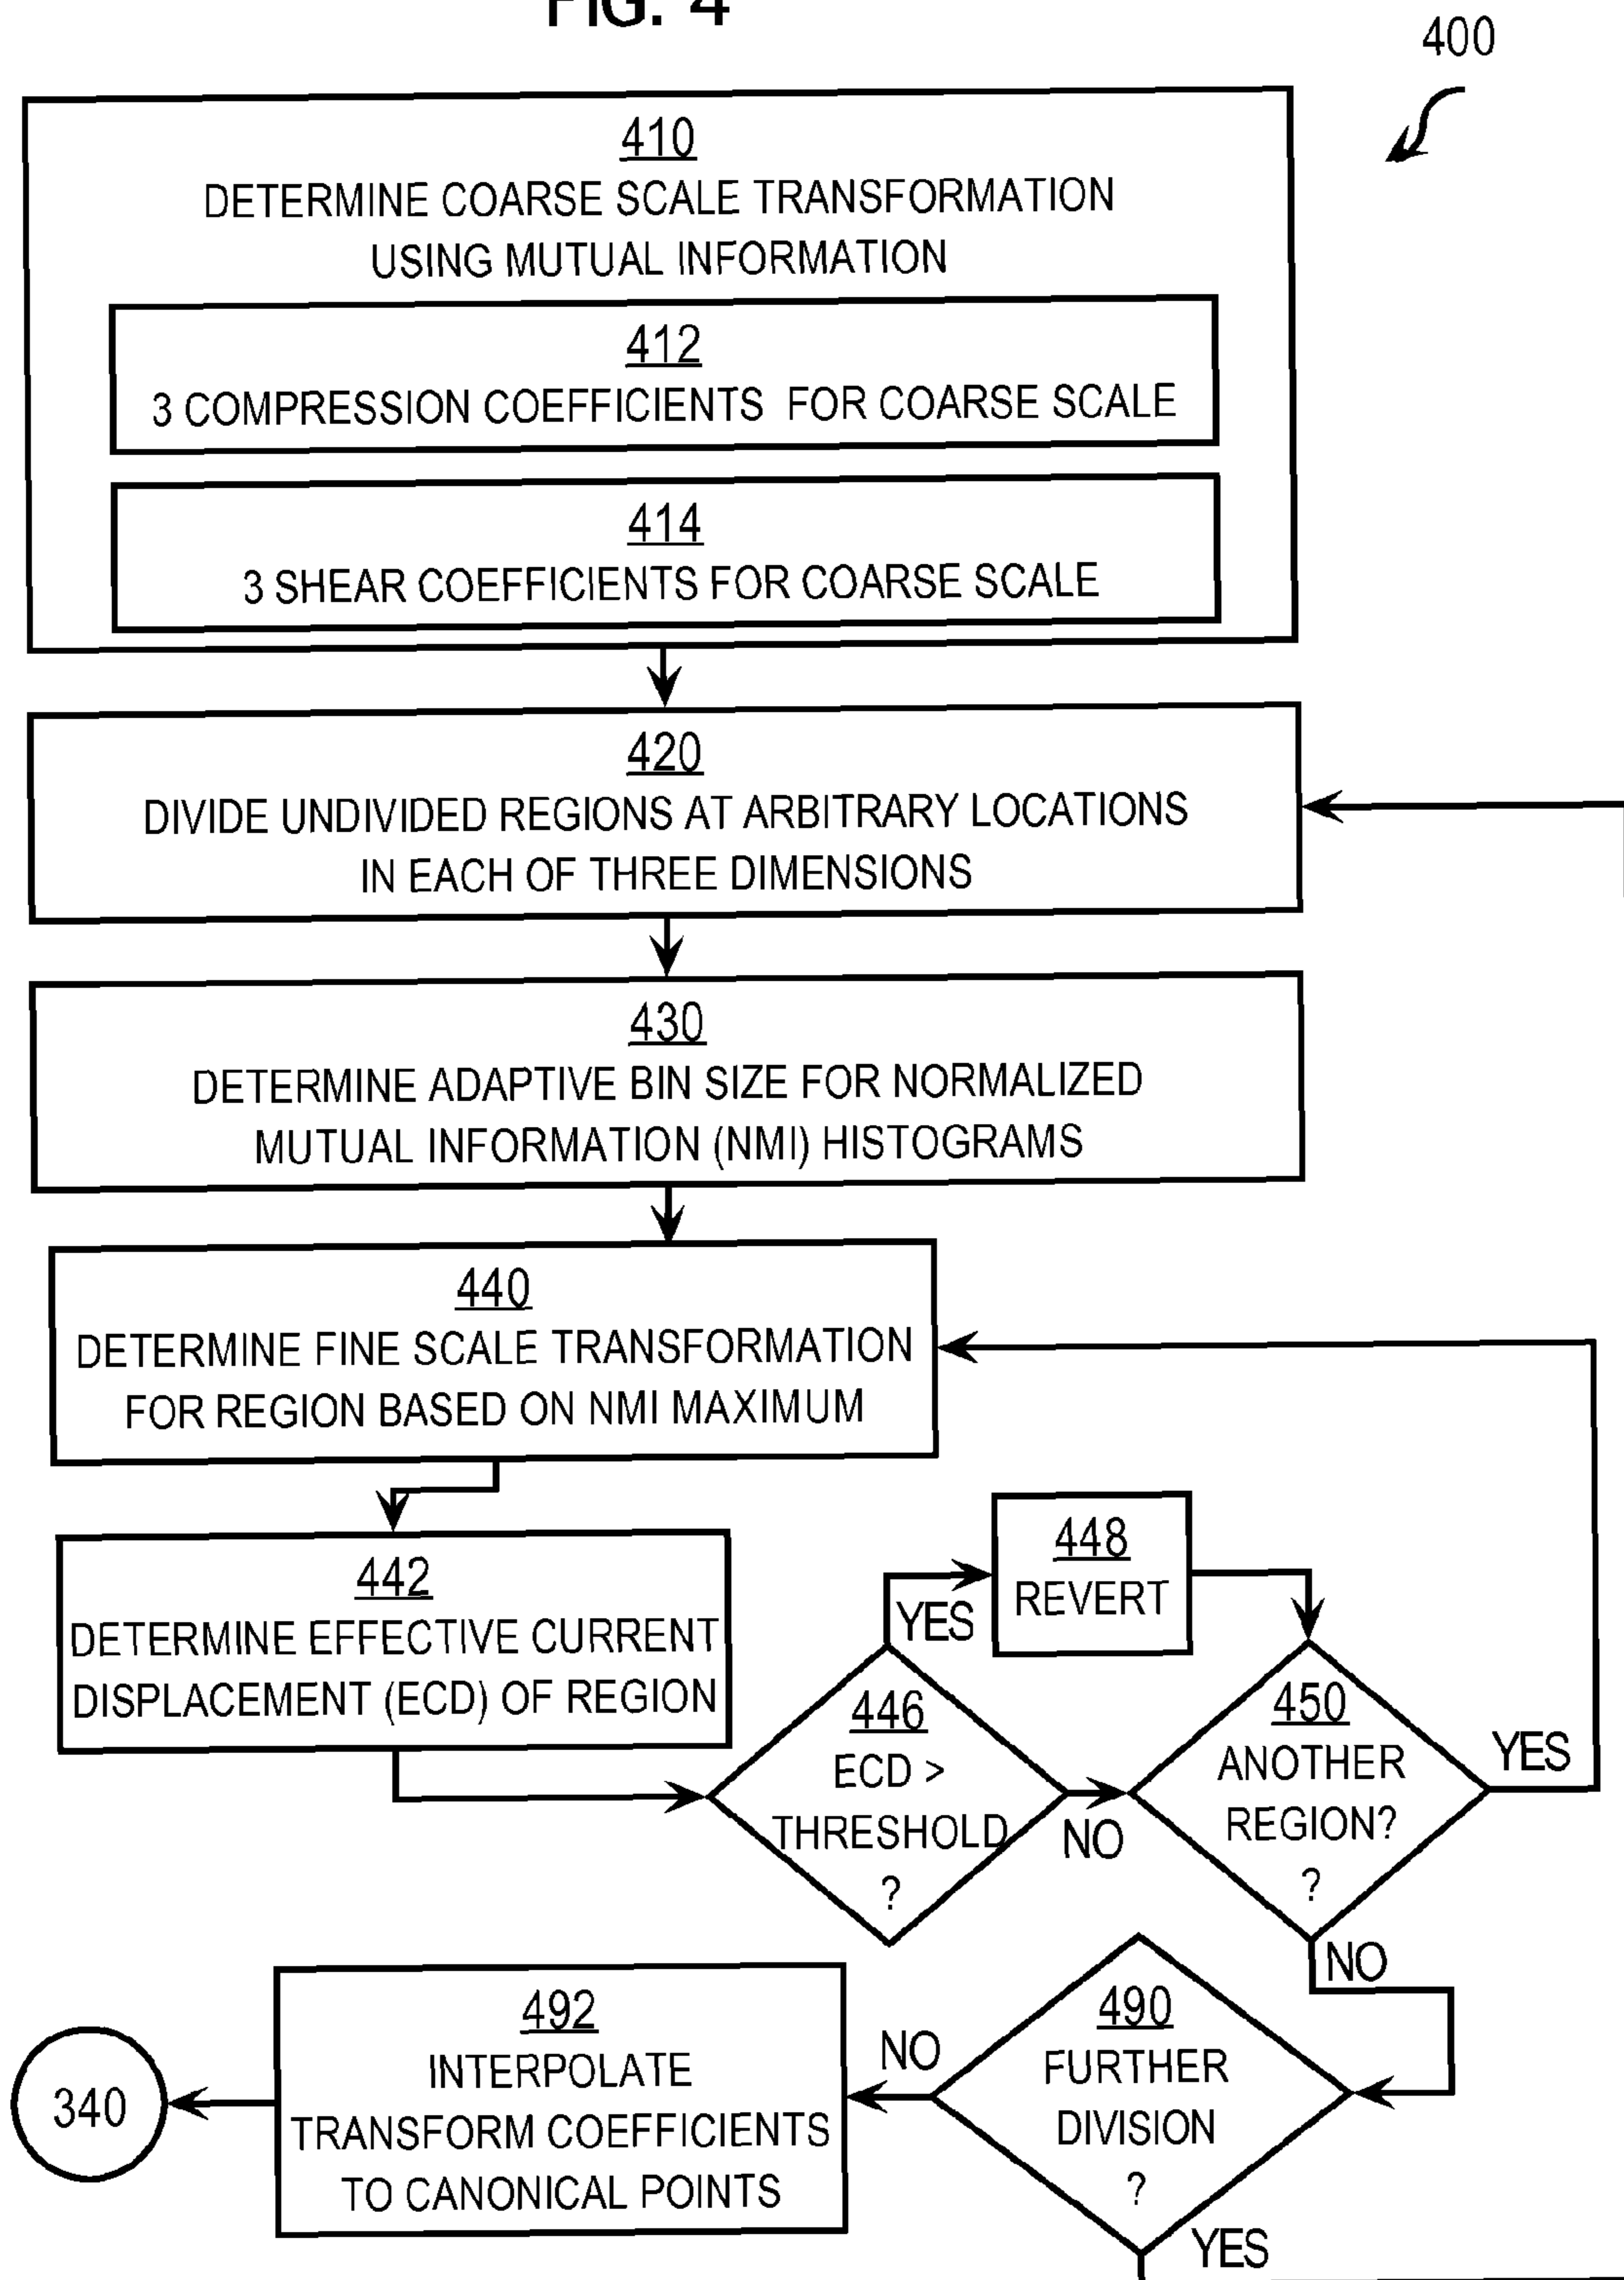 FIG. 4
400
410
DETERMINE COARSE SCALE TRANSFORMATION
USING MUTUAL INFORMATION
412
3 COMPRESSION COEFFICIENTS FOR COARSE SCALE
414
3 SHEAR COEFFICIENTS FOR COARSE SCALE
420
DIVIDE UNDIVIDED REGIONS AT ARBITRARY LOCATIONS
IN EACH OF THREE DIMENSIONS
430
DETERMINE ADAPTIVE BIN SIZE FOR NORMALIZED
MUTUAL INFORMATION (NMI) HISTOGRAMS
440
DETERMINE FINE SCALE TRANSFORMATION
FOR REGION BASED ON NMI MAXIMUM
442
DETERMINE EFFECTIVE CURRENT
DISPLACEMENT (ECD) OF REGION
446
ECD >
THRESHOLD
?
YES
NO
448
REVERT
450
ANOTHER
REGION?
?
YES
NO
490
FURTHER
DIVISION
?
NO
YES
492
INTERPOLATE
TRANSFORM COEFFICIENTS
TO CANONICAL POINTS
340